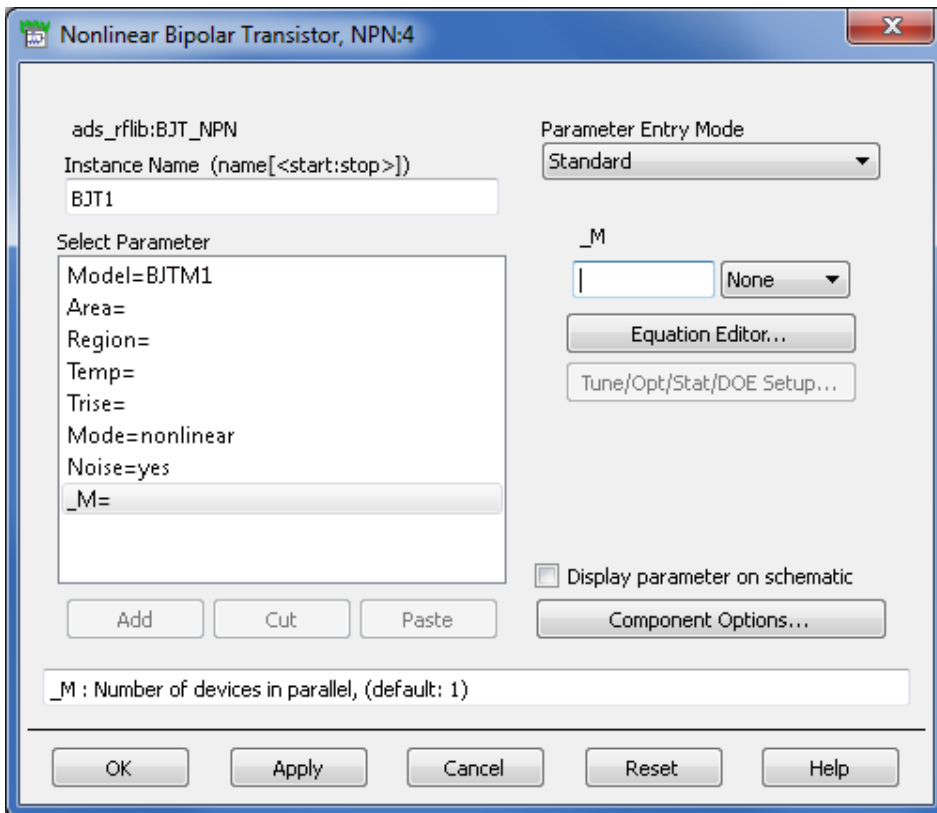 Nonlinear Bipolar Transistor, NPN:4
X
ads_rflib:BJT_NPN
Instance Name (name[<start:stop>])
BJT1
Select Parameter
Model=BJTM1
Area=
Region=
Temp=
Trise=
Mode=nonlinear
Noise=yes
_M=
Add
Cut
Paste
Parameter Entry Mode
Standard
_M
None
Equation Editor...
Tune/Opt/Stat/DOE Setup...
Display parameter on schematic
Component Options...
_M : Number of devices in parallel, (default: 1)
OK
Apply
Cancel
Reset
Help